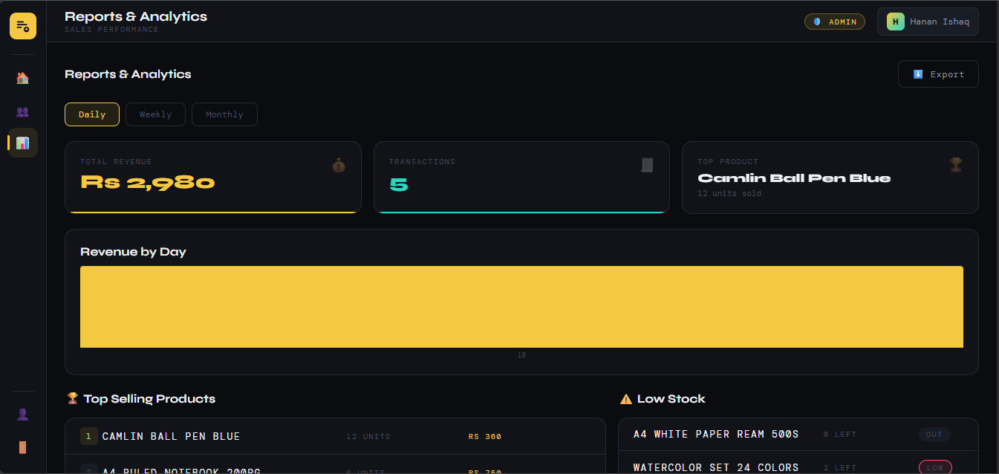 Reports & Analytics
SALES PERFORMANCE
ADMIN
H Hanan Ishaq
Reports & Analytics
Export
Daily Weekly Monthly
TOTAL REVENUE
Rs 2,980
TRANSACTIONS
5
TOP PRODUCT
Camlin Ball Pen Blue
12 units sold
Revenue by Day
18
Top Selling Products
1 CAMLIN BALL PEN BLUE 12 UNITS RS 360
2 A4 RULED NOTEBOOK 200PG 5 UNITS RS 750
Low Stock
A4 WHITE PAPER REAM 500S 0 LEFT OUT
WATERCOLOR SET 24 COLORS 2 LEFT LOW